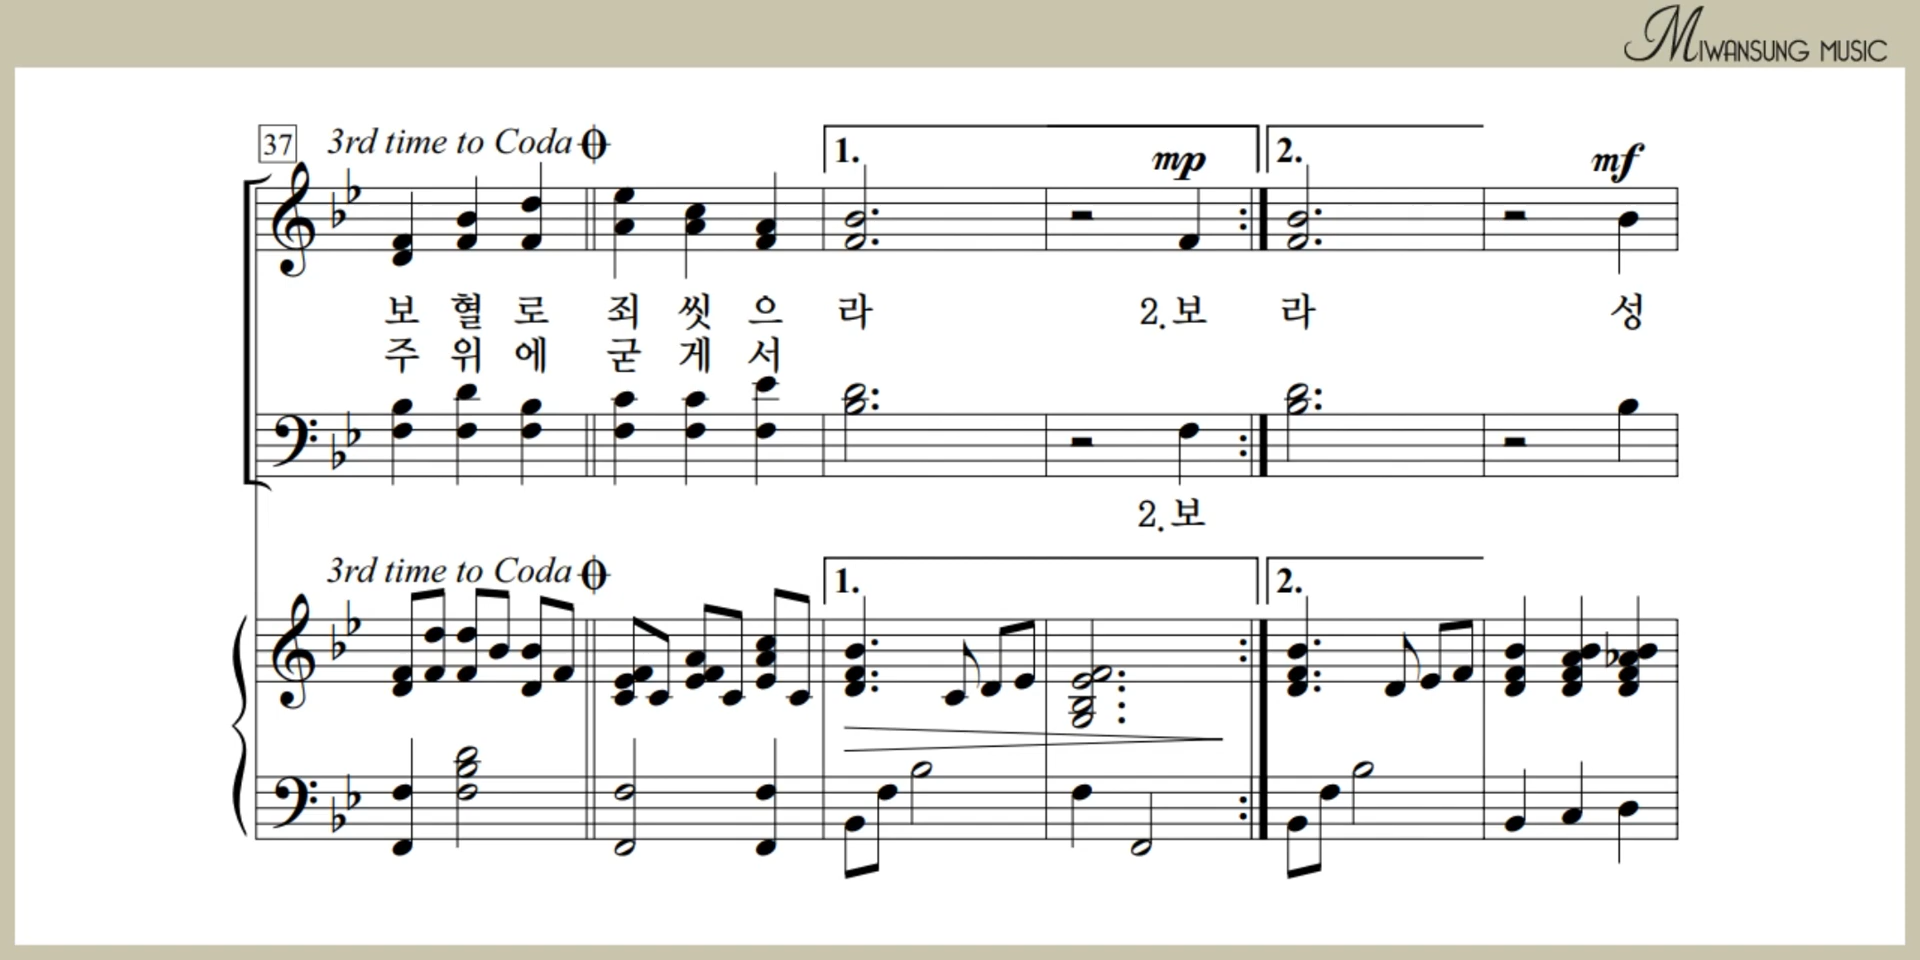 MIWANSUNG MUSIC
37 3rd time to Coda
1. mp 2. mf
보 혈 로 죄 씻 으 라 2. 보 라 성
주 위 에 굳 게 서
2. 보
3rd time to Coda
1. 2.